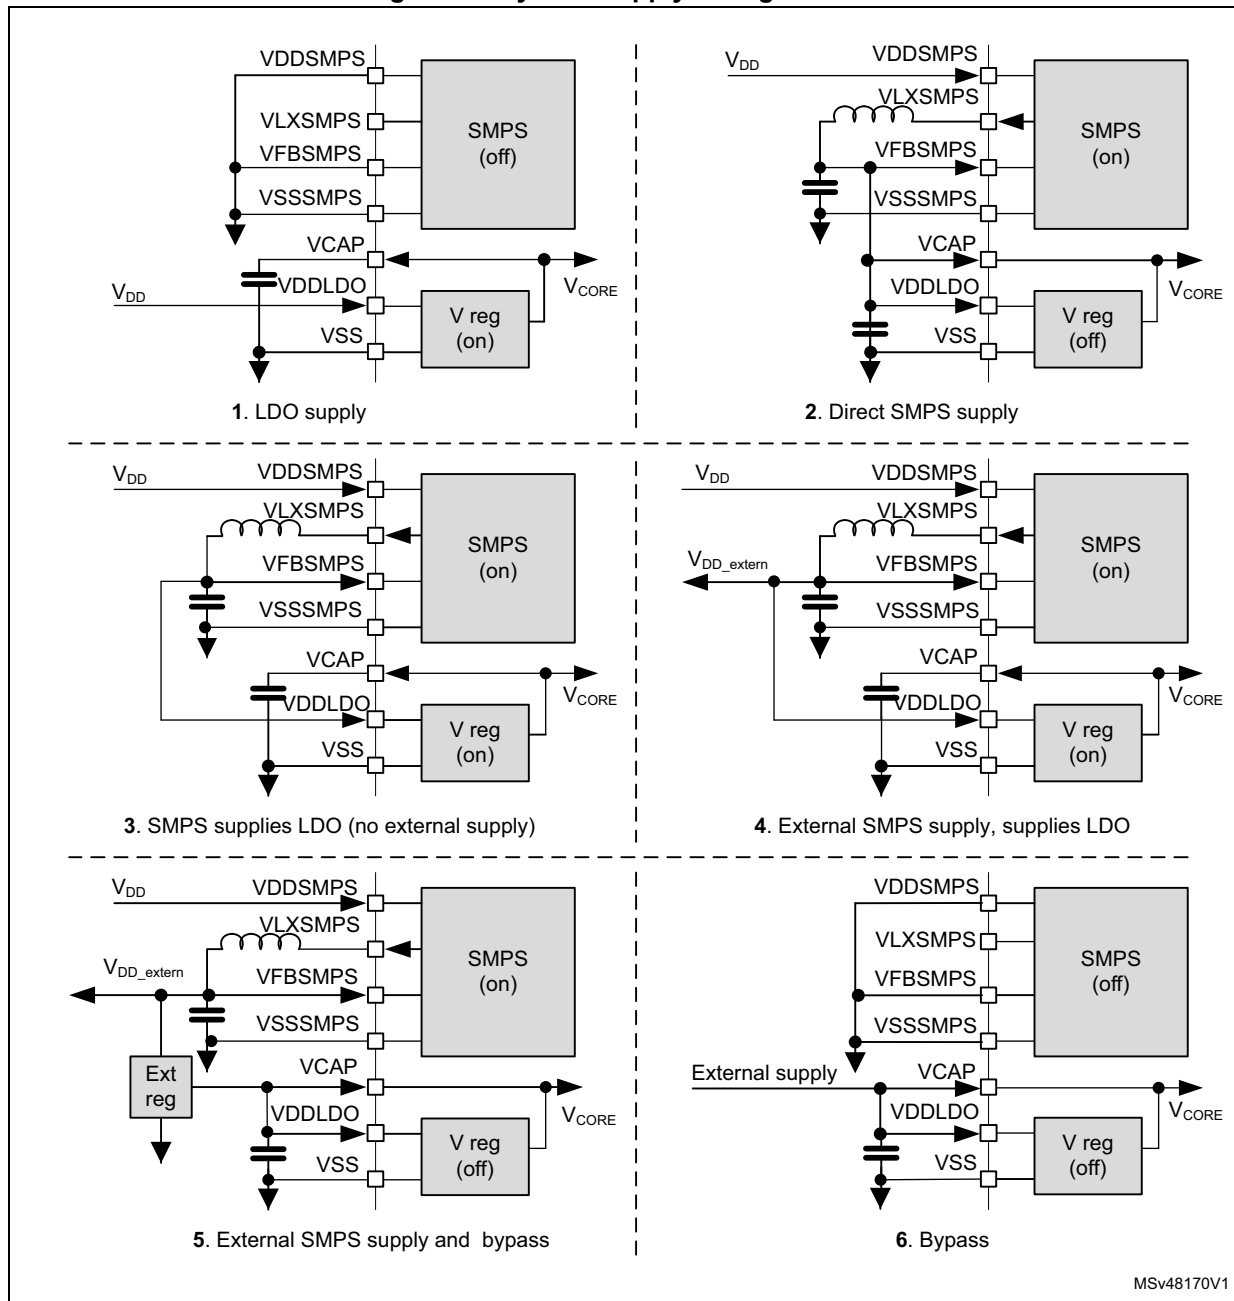 VDDSMPS
VLXSMPS
VFBSMPS
VSSSMPS
SMPS
(off)
VCAP
VDD
VDDLDO
VSS
V reg
(on)
VCORE
1. LDO supply
VDD
VDDSMPS
VLXSMPS
VFBSMPS
VSSSMPS
SMPS
(on)
VCAP
VDDLDO
VSS
V reg
(off)
VCORE
2. Direct SMPS supply
VDD
VDDSMPS
VLXSMPS
VFBSMPS
VSSSMPS
SMPS
(on)
VCAP
VDDLDO
VSS
V reg
(on)
VCORE
3. SMPS supplies LDO (no external supply)
VDD
VDDSMPS
VLXSMPS
VDD_extern
VFBSMPS
VSSSMPS
SMPS
(on)
VCAP
VDDLDO
VSS
V reg
(on)
VCORE
4. External SMPS supply, supplies LDO
VDD
VDDSMPS
VLXSMPS
VDD_extern
VFBSMPS
VSSSMPS
SMPS
(on)
Ext
reg
VCAP
VDDLDO
VSS
V reg
(off)
VCORE
5. External SMPS supply and bypass
VDDSMPS
VLXSMPS
VFBSMPS
VSSSMPS
SMPS
(off)
External supply
VCAP
VDDLDO
VSS
V reg
(off)
VCORE
6. Bypass
MSv48170V1